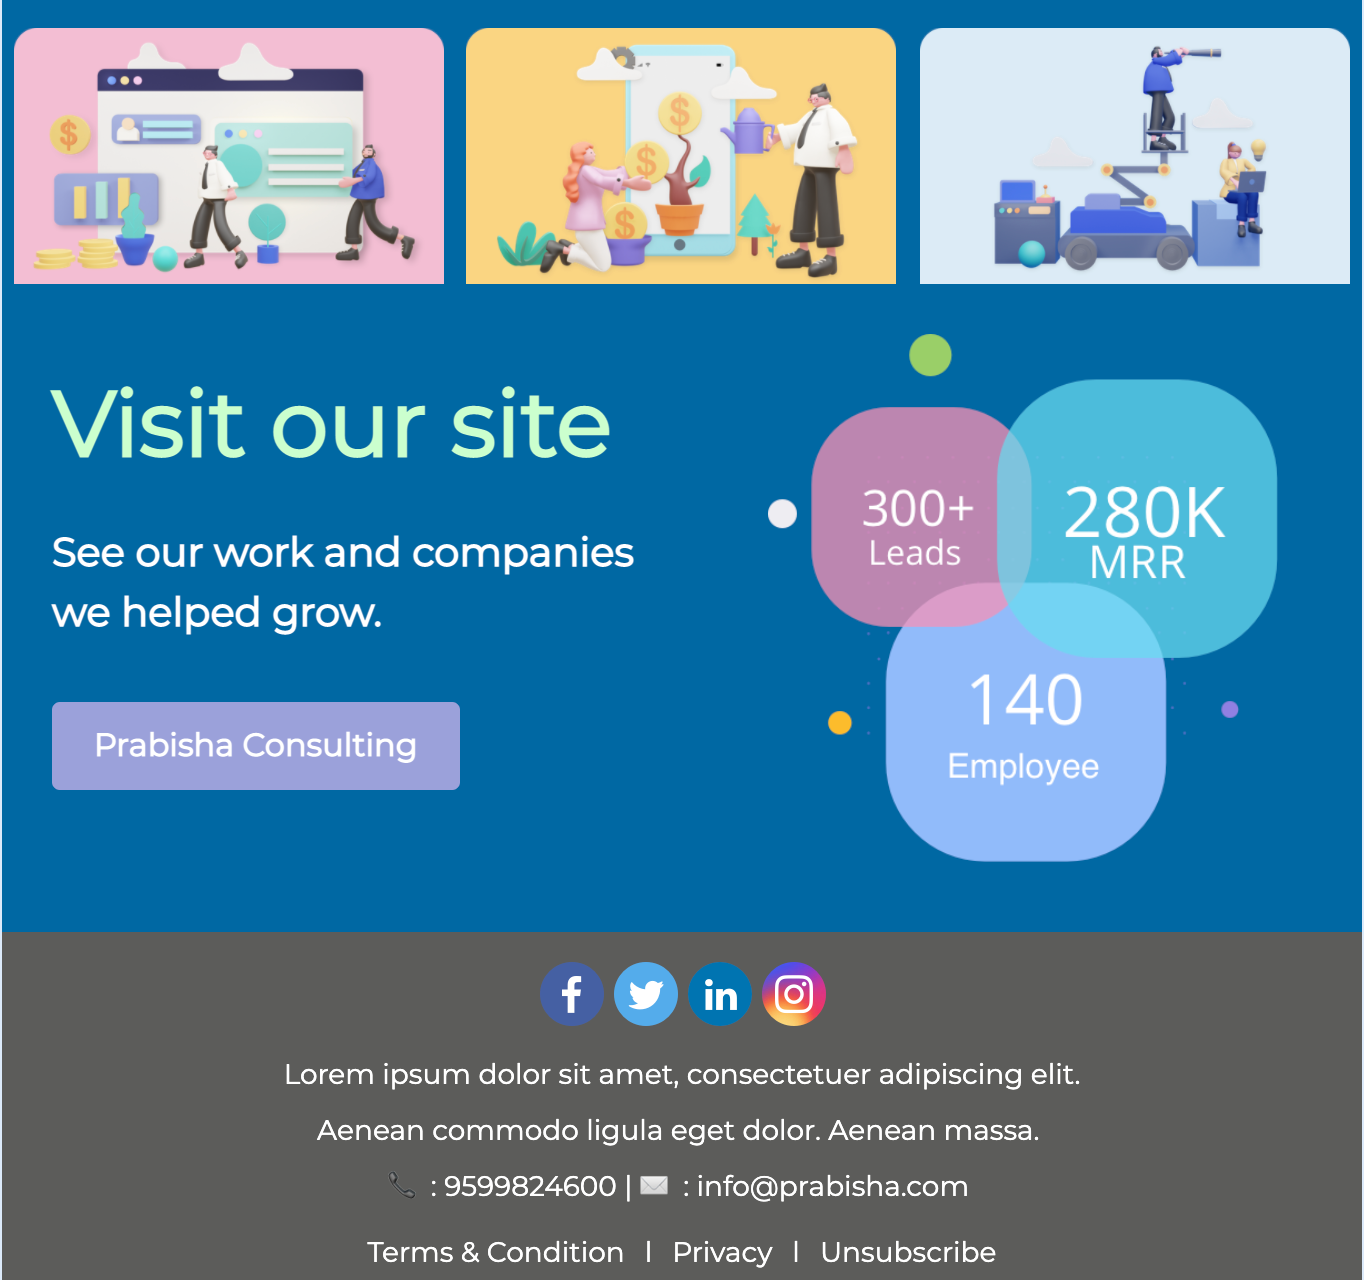 $
$
$
$
Visit our site
See our work and companies
we helped grow.
Prabisha Consulting
300+
Leads
280K
MRR
140
Employee
f
in
Lorem ipsum dolor sit amet, consectetuer adipiscing elit.
Aenean commodo ligula eget dolor. Aenean massa.
: 9599824600 | : info@prabisha.com
Terms & Condition | Privacy | Unsubscribe